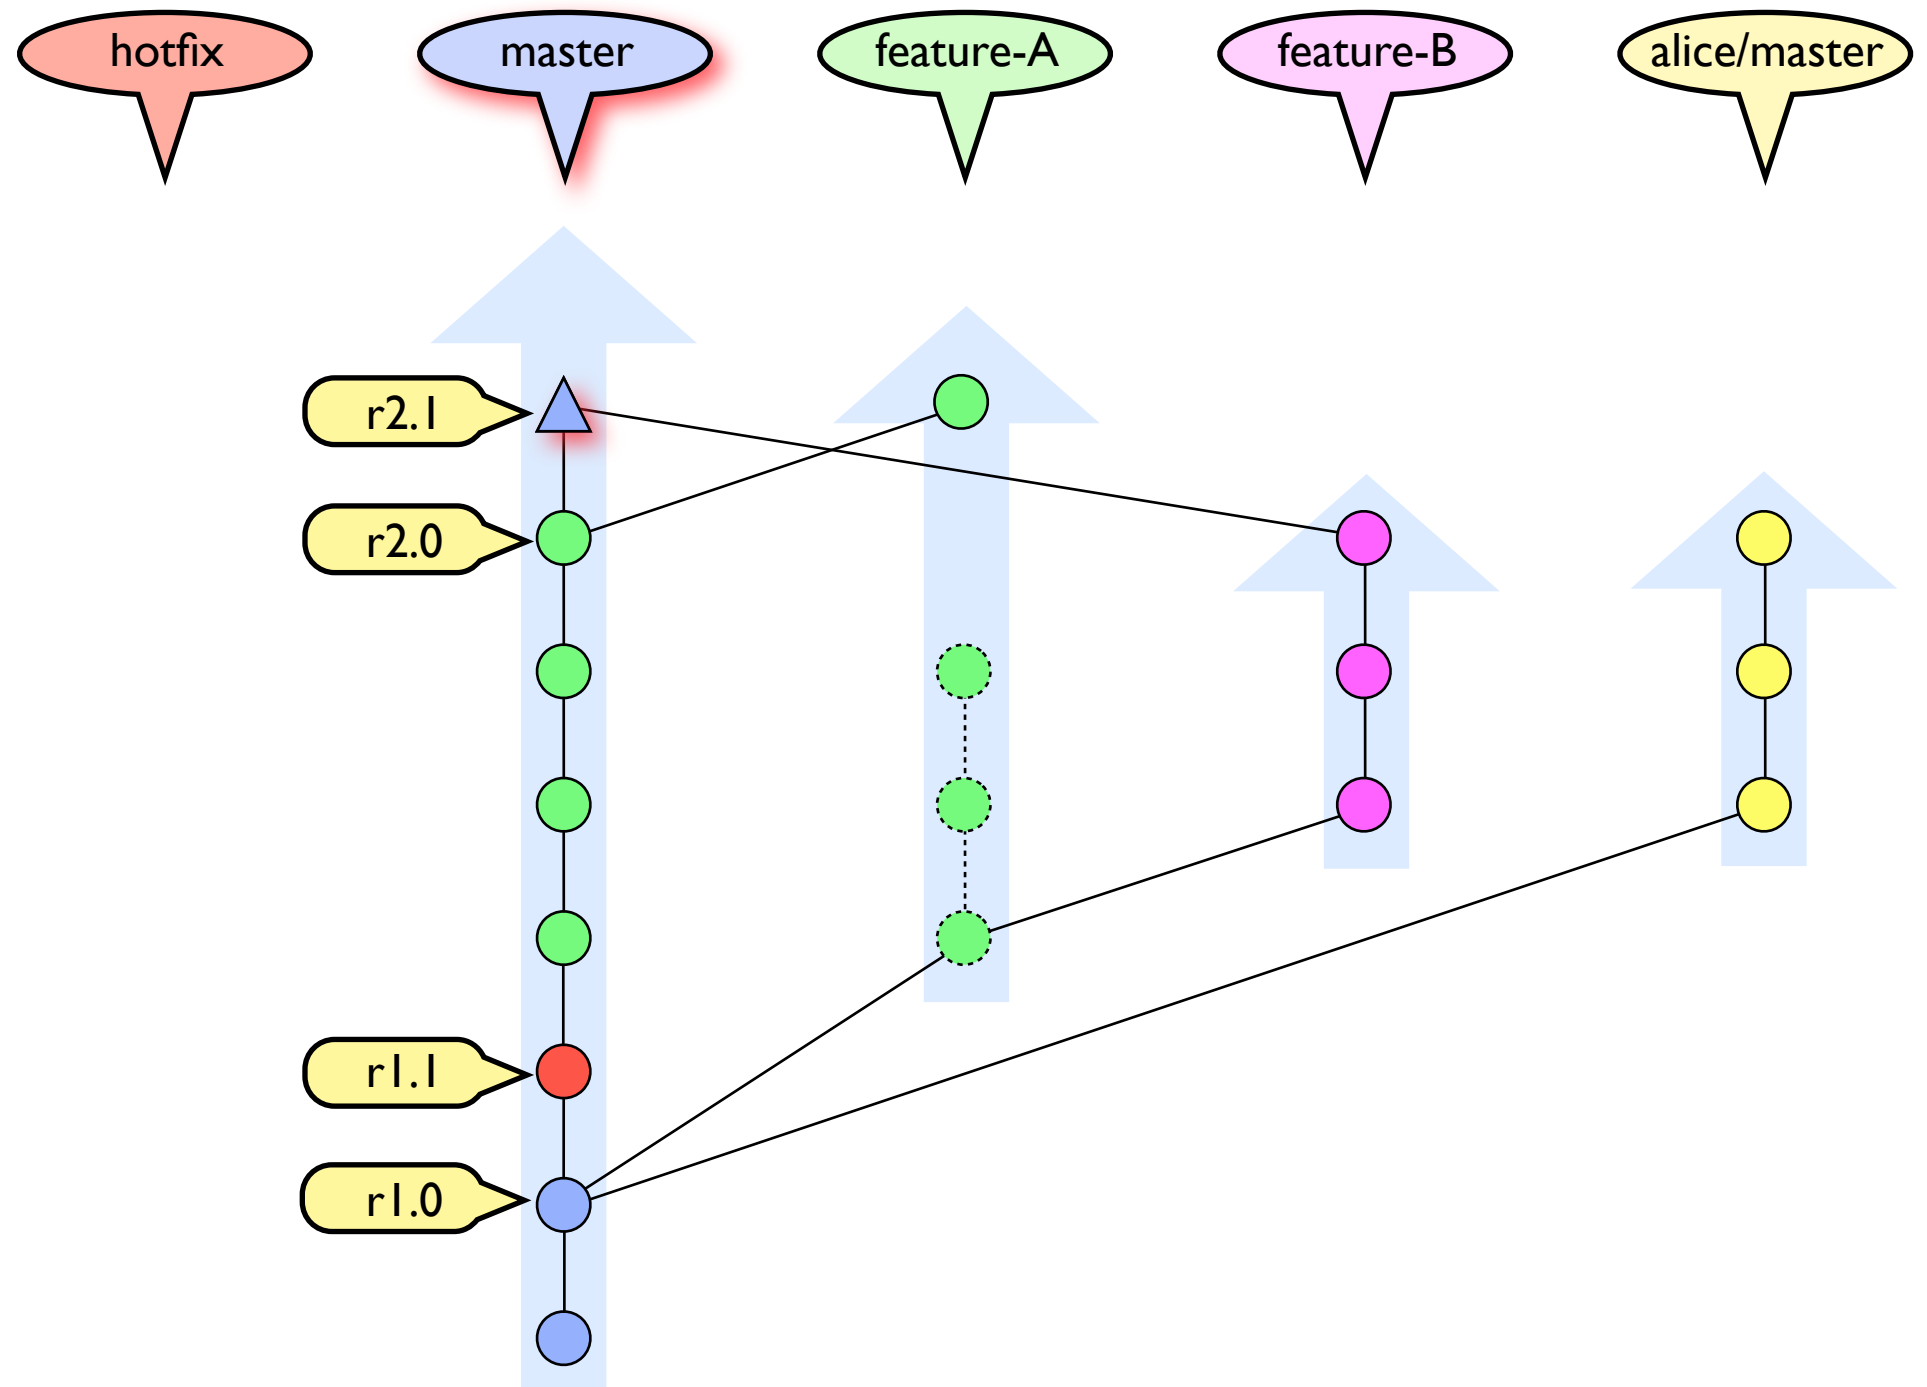 hotfix
master
feature-A
feature-B
alice/master
r2.1
r2.0
r1.1
r1.0